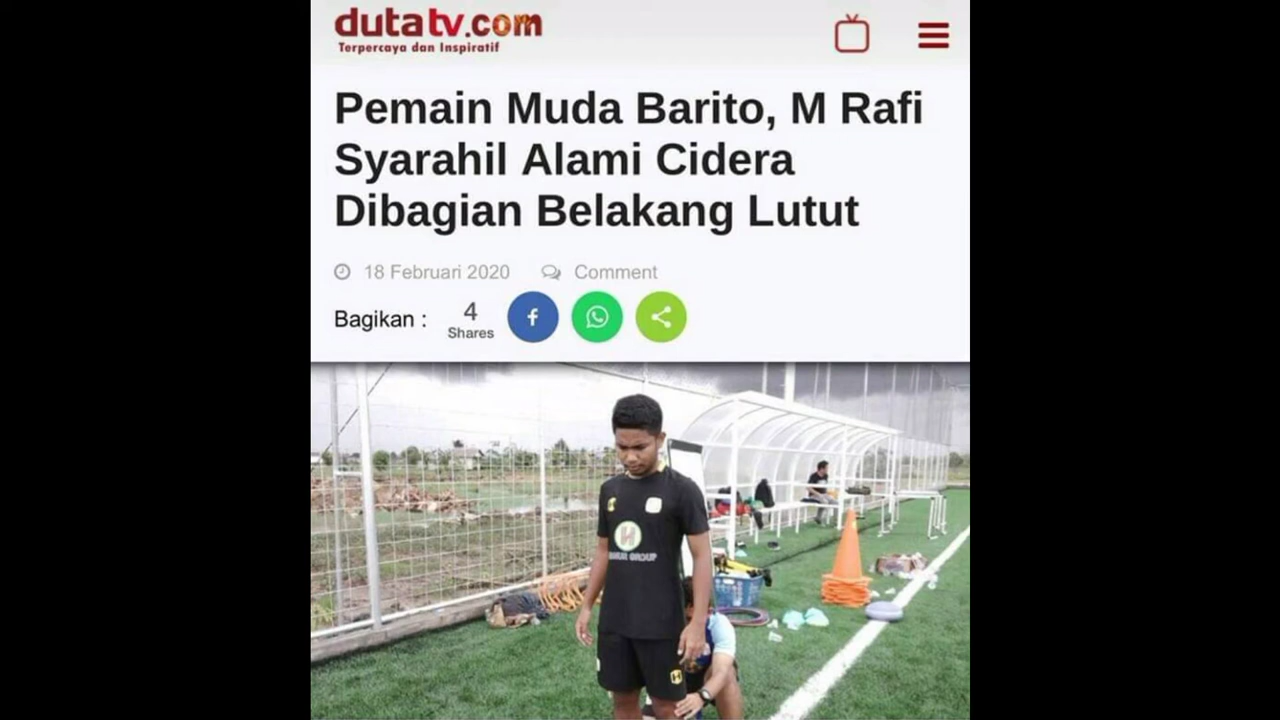 dutatv.com
Terpercaya dan Inspiratif
Pemain Muda Barito, M Rafi
Syarahil Alami Cidera
Dibagian Belakang Lutut
18 Februari 2020 Comment
Bagikan : 4
Shares
GROUP